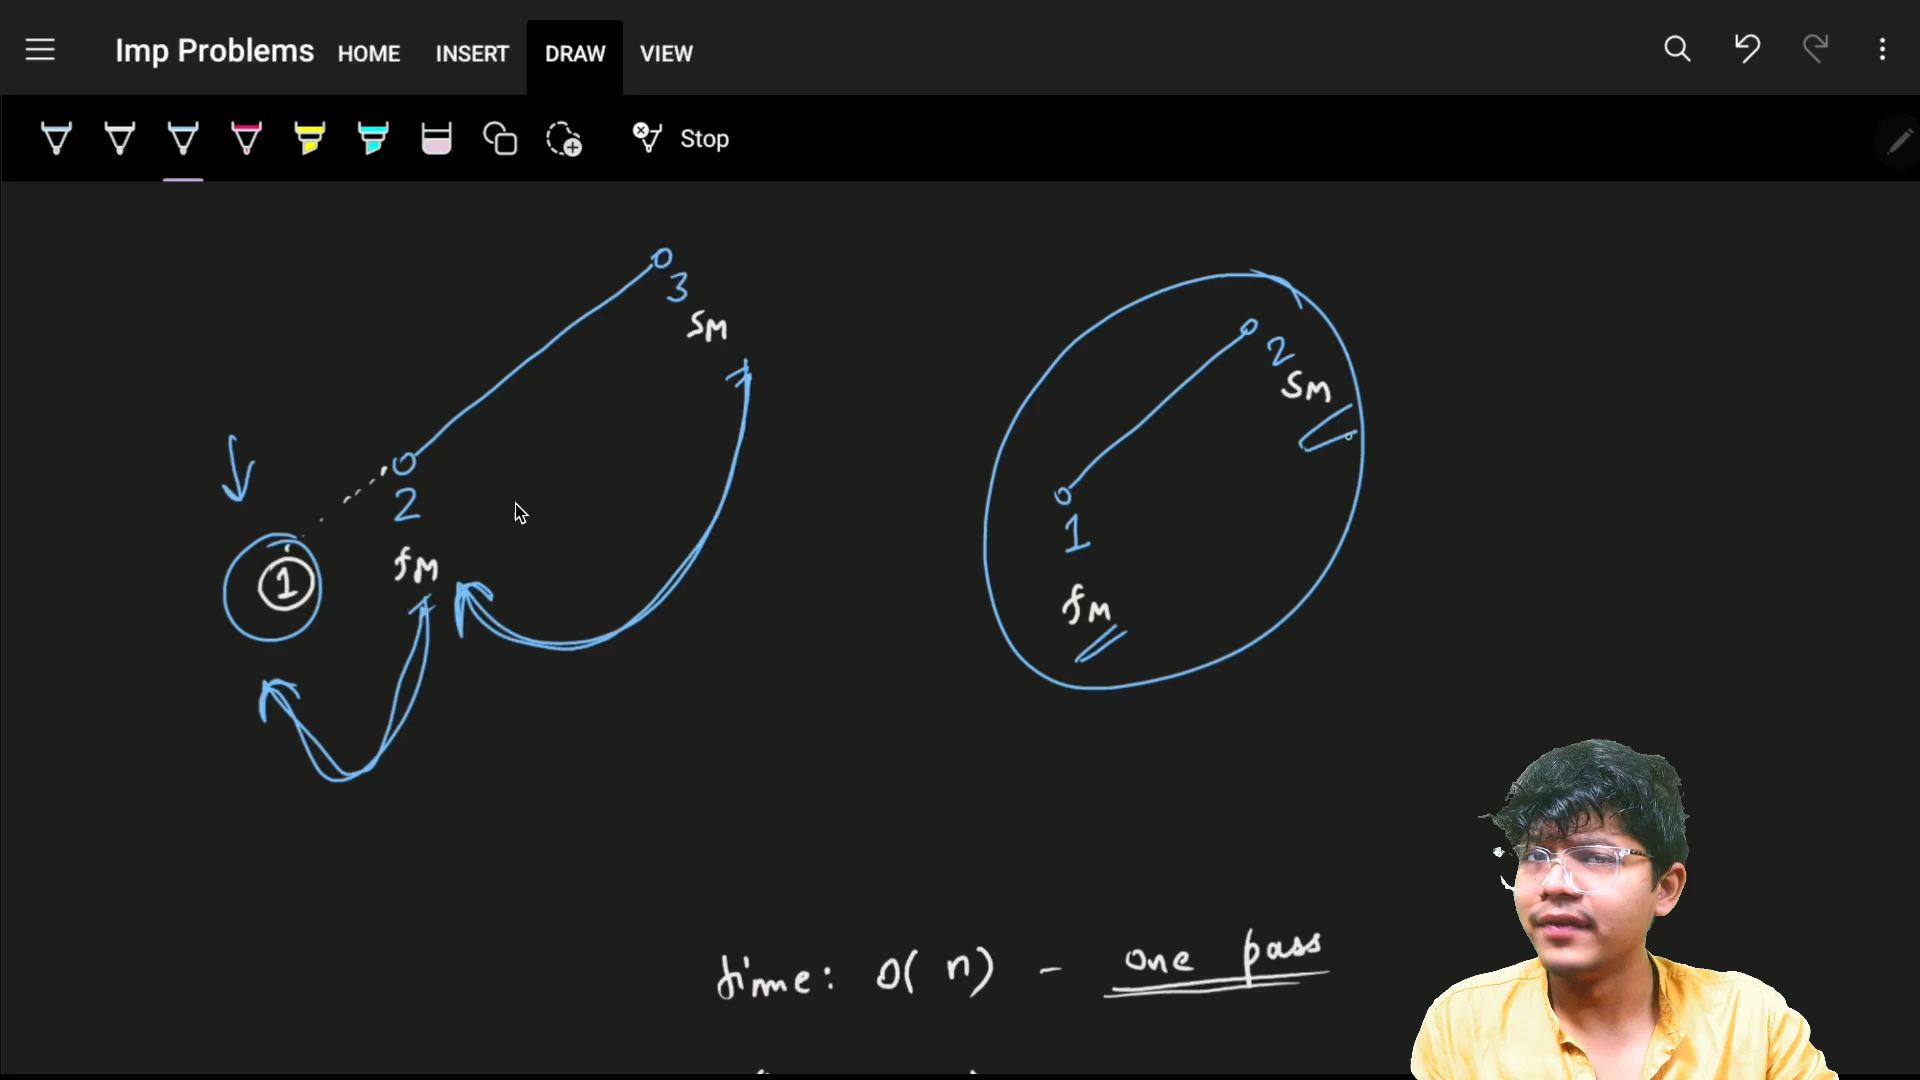 Imp Problems HOME INSERT DRAW VIEW
Stop
3
SM
2
fM
1
2
SM
1
fM
time: O( n) - one pass